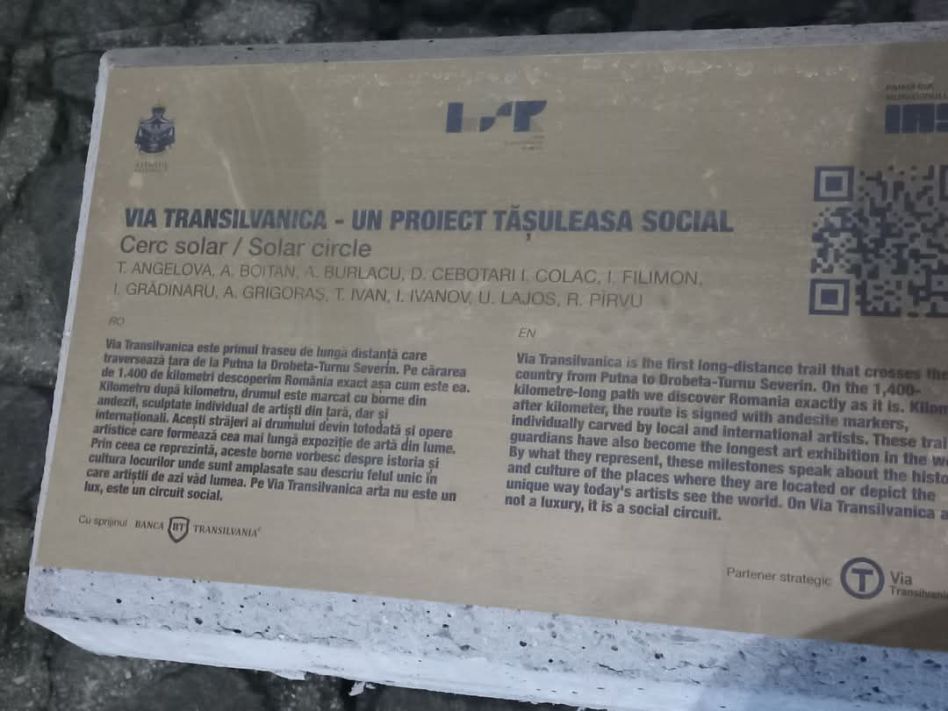 VIA TRANSILVANICA - UN PROIECT TĂȘULEASA SOCIAL
Cerc solar / Solar circle
T. ANGELOVA, A. BOITAN, A. BURLACU, D. CEBOTARI I. COLAC, I. FILIMON,
I. GRĂDINARU, A. GRIGORAȘ, T. IVAN, I. IVANOV, U. LAJOS, R. PÎRVU
RO
Via Transilvanica este primul traseu de lungă distanță care
traversează țara de la Putna la Drobeta-Turnu Severin. Pe cărarea
de 1.400 de kilometri descoperim România exact așa cum este ea.
Kilometru după kilometru, drumul este marcat cu borne din
andezit, sculptate individual de artiști din țară, dar și
internaționali. Acești străjeri ai drumului devin totodată și opere
artistice care formează cea mai lungă expoziție de artă din lume.
Prin ceea ce reprezintă, aceste borne vorbesc despre istoria și
cultura locurilor unde sunt amplasate sau descriu felul unic în
care artiștii de azi văd lumea. Pe Via Transilvanica arta nu este un
lux, este un circuit social.
EN
Via Transilvanica is the first long-distance trail that crosses the
country from Putna to Drobeta-Turnu Severin. On the 1,400-
kilometre-long path we discover Romania exactly as it is. Kilom
after kilometer, the route is signed with andesite markers,
individually carved by local and international artists. These trai
guardians have also become the longest art exhibition in the w
By what they represent, these milestones speak about the histo
and culture of the places where they are located or depict the
unique way today's artists see the world. On Via Transilvanica a
not a luxury, it is a social circuit.
Cu sprijinul BANCA BT TRANSILVANIA
Partener strategic T Via
Transilvanic